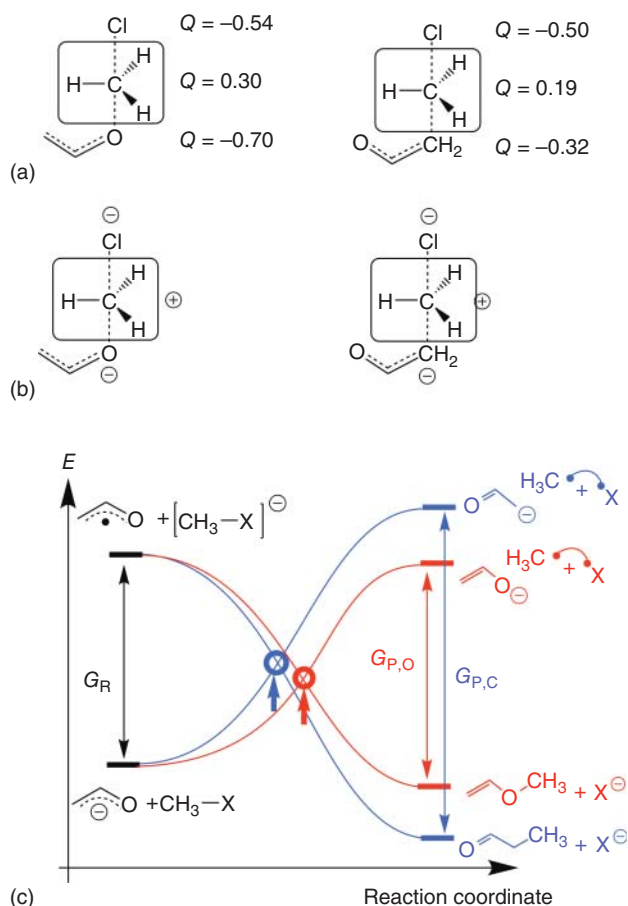 Cl
Q = –0.54
H
H C
Q = 0.30
H
O
Q = –0.70
Cl
Q = –0.50
H
H C
Q = 0.19
H
O CH2
Q = –0.32
(a)
⊖
Cl
H
H C ⊕
H
O
⊖
⊖
Cl
H
H C ⊕
H
O CH2
⊖
(b)
E
O + [CH3–X]⊖
O ⊖ H3C + X
O⊖ H3C + X
GR
GP,O
GP,C
⊖ O + CH3–X
O CH3 + X⊖
O CH3 + X⊖
(c)
Reaction coordinate